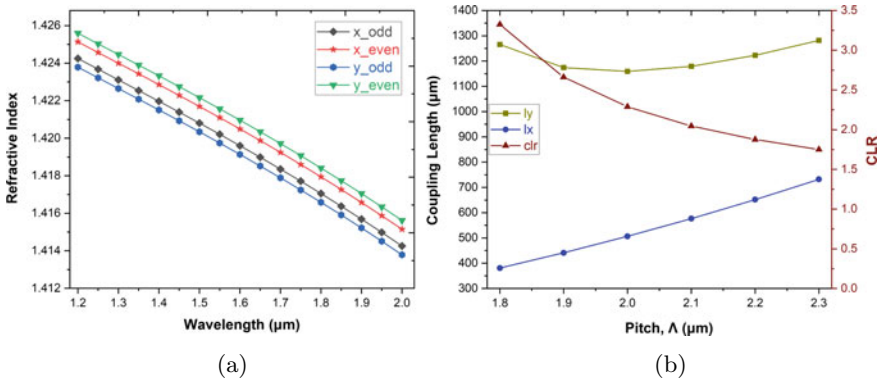 1.426
1.424
1.422
1.420
1.418
1.416
1.414
1.412
Refractive Index
x_odd
x_even
y_odd
y_even
1.2 1.3 1.4 1.5 1.6 1.7 1.8 1.9 2.0
Wavelength (µm)
(a)
1400
1300
1200
1100
1000
900
800
700
600
500
400
300
Coupling Length (µm)
ly
lx
clr
3.5
3.0
2.5
2.0
1.5
1.0
0.5
0.0
CLR
1.8 1.9 2.0 2.1 2.2 2.3
Pitch, Λ (µm)
(b)